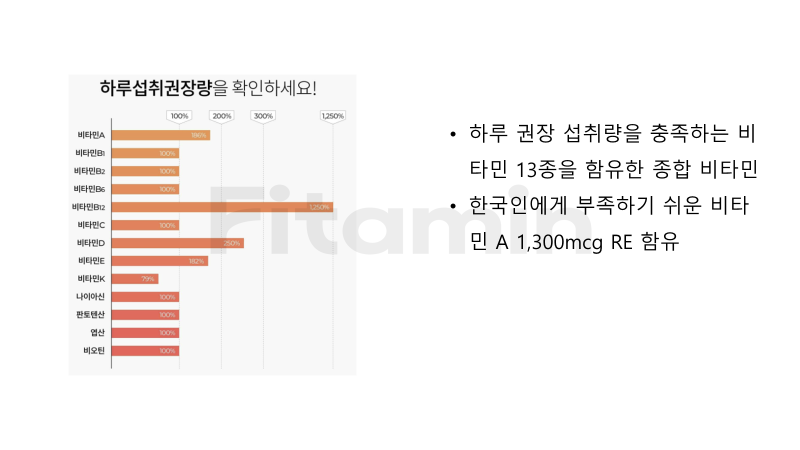 하루섭취권장량을 확인하세요!
100% 200% 300% 1,250%
비타민A 186%
비타민B1 100%
비타민B2 100%
비타민B6 100%
비타민B12 1,250%
비타민C 100%
비타민D 250%
비타민E 182%
비타민K 79%
나이아신 100%
판토텐산 100%
엽산 100%
비오틴 100%
Fitamin
• 하루 권장 섭취량을 충족하는 비
타민 13종을 함유한 종합 비타민
• 한국인에게 부족하기 쉬운 비타
민 A 1,300mcg RE 함유